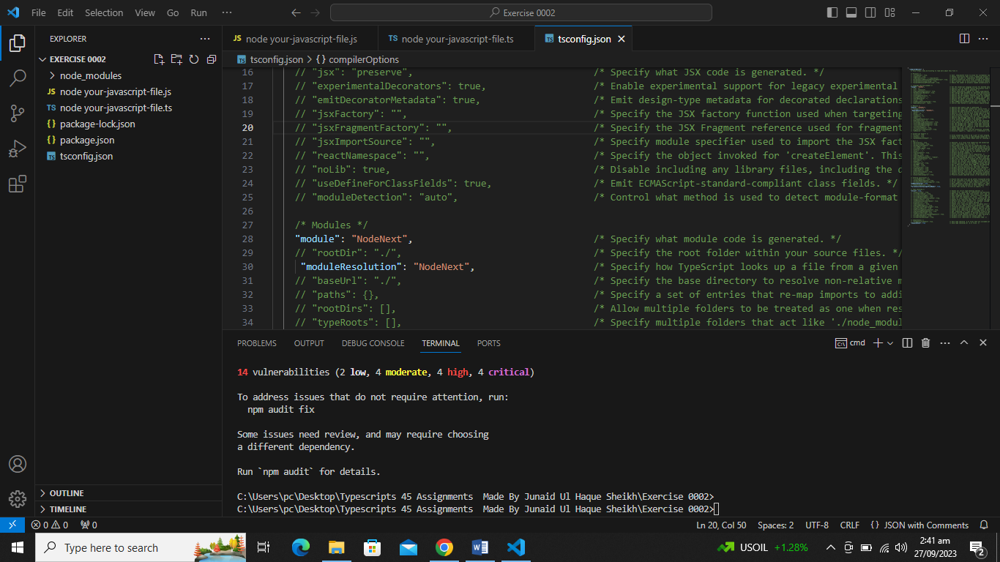 File Edit Selection View Go Run ··· Exercise 0002
EXPLORER ···
EXERCISE 0002
node_modules
JS node your-javascript-file.js
TS node your-javascript-file.ts
{} package-lock.json
{} package.json
TS tsconfig.json
OUTLINE
TIMELINE
JS node your-javascript-file.js TS node your-javascript-file.ts TS tsconfig.json
TS tsconfig.json > {} compilerOptions
16 // "jsx": "preserve", /* Specify what JSX code is generated. */
17 // "experimentalDecorators": true, /* Enable experimental support for legacy experimental
18 // "emitDecoratorMetadata": true, /* Emit design-type metadata for decorated declarations
19 // "jsxFactory": "", /* Specify the JSX factory function used when targeting
20 // "jsxFragmentFactory": "", /* Specify the JSX Fragment reference used for fragment
21 // "jsxImportSource": "", /* Specify module specifier used to import the JSX fact
22 // "reactNamespace": "", /* Specify the object invoked for 'createElement'. This
23 // "noLib": true, /* Disable including any library files, including the d
24 // "useDefineForClassFields": true, /* Emit ECMAScript-standard-compliant class fields. */
25 // "moduleDetection": "auto", /* Control what method is used to detect module-format
26
27 /* Modules */
28 "module": "NodeNext", /* Specify what module code is generated. */
29 // "rootDir": "./", /* Specify the root folder within your source files. */
30 "moduleResolution": "NodeNext", /* Specify how TypeScript looks up a file from a given
31 // "baseUrl": "./", /* Specify the base directory to resolve non-relative m
32 // "paths": {}, /* Specify a set of entries that re-map imports to addi
33 // "rootDirs": [], /* Allow multiple folders to be treated as one when res
34 // "typeRoots": [], /* Specify multiple folders that act like './node_modul
PROBLEMS OUTPUT DEBUG CONSOLE TERMINAL PORTS cmd
14 vulnerabilities (2 low, 4 moderate, 4 high, 4 critical)
To address issues that do not require attention, run:
npm audit fix
Some issues need review, and may require choosing
a different dependency.
Run `npm audit` for details.
C:\Users\pc\Desktop\Typescripts 45 Assignments  Made By Junaid Ul Haque Sheikh\Exercise 0002>
C:\Users\pc\Desktop\Typescripts 45 Assignments  Made By Junaid Ul Haque Sheikh\Exercise 0002>
0 0 0 Ln 20, Col 50 Spaces: 2 UTF-8 CRLF {} JSON with Comments
Type here to search USOIL +1.28% 2:41 am
27/09/2023 2